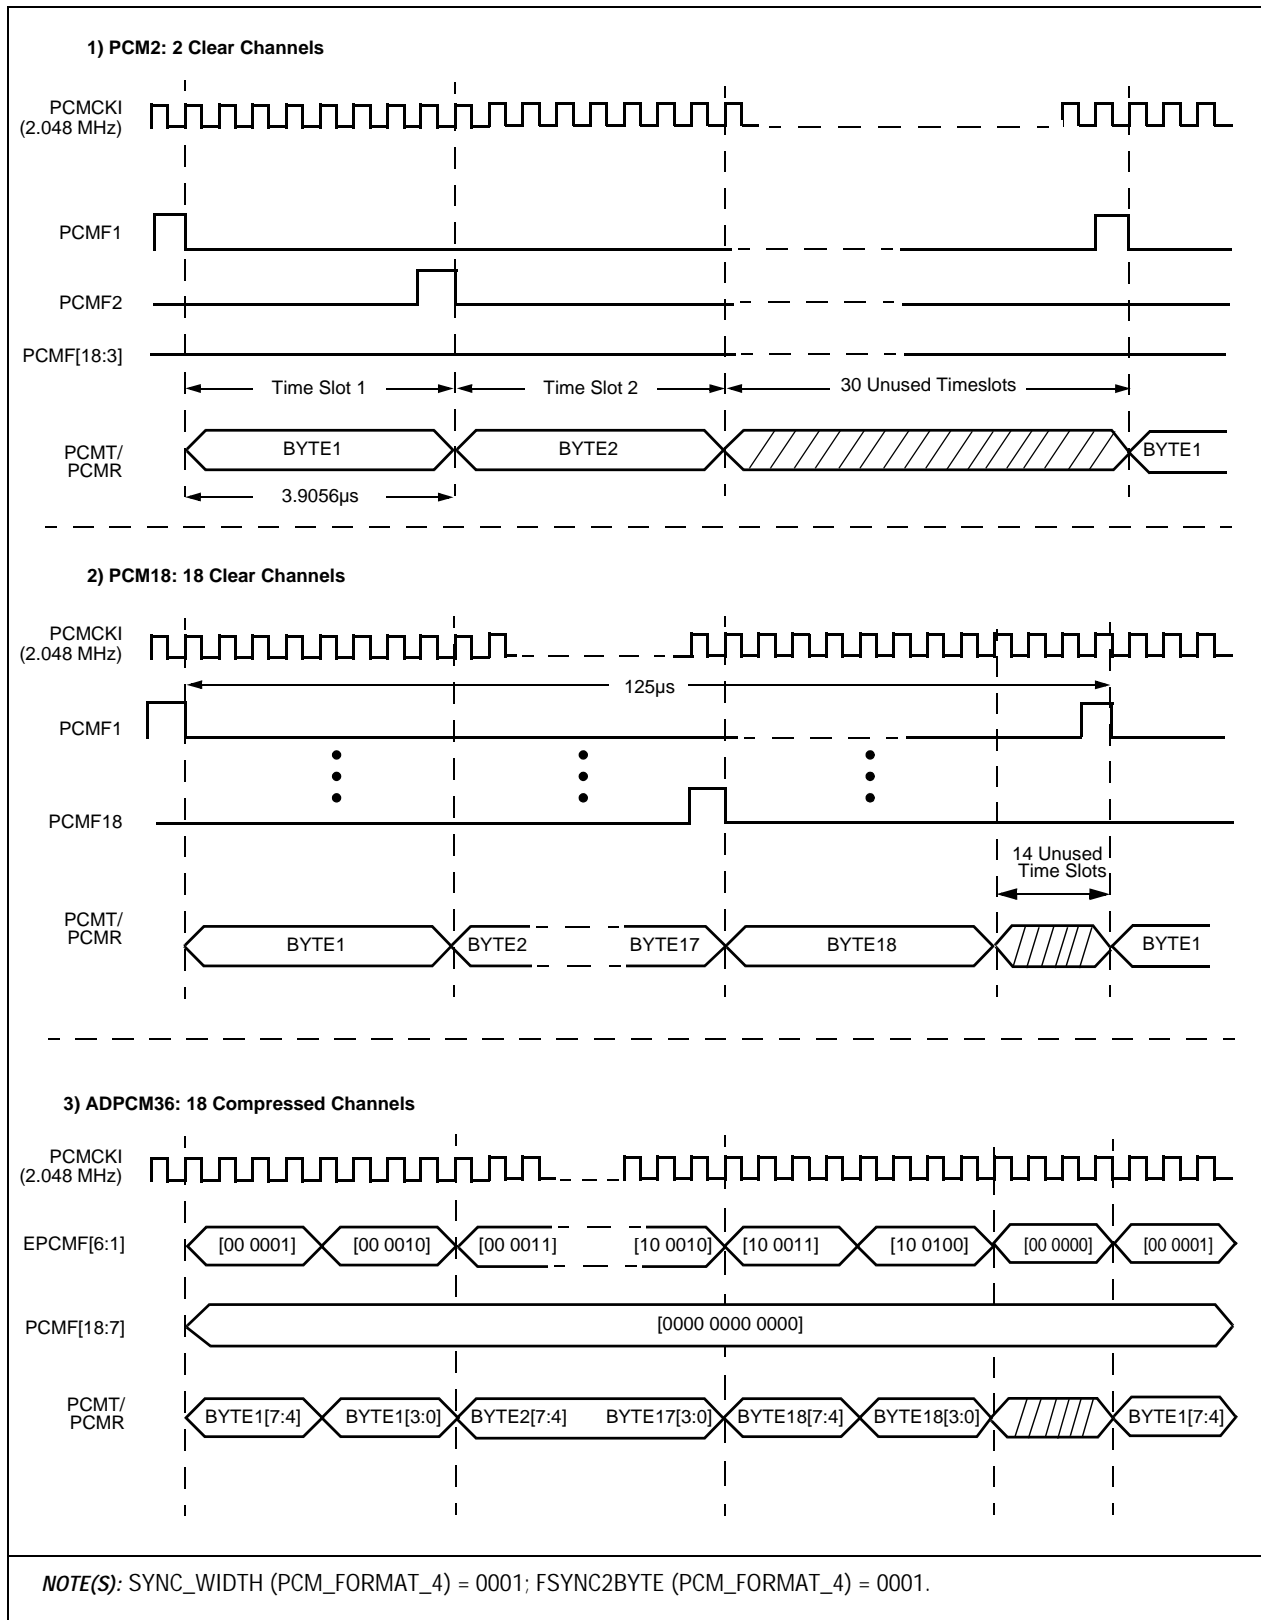 1) PCM2: 2 Clear Channels
PCMCKI
(2.048 MHz)
PCMF1
PCMF2
PCMF[18:3]
Time Slot 1
Time Slot 2
30 Unused Timeslots
PCMT/
PCMR
BYTE1
BYTE2
BYTE1
3.9056µs
2) PCM18: 18 Clear Channels
PCMCKI
(2.048 MHz)
125µs
PCMF1
PCMF18
14 Unused
Time Slots
PCMT/
PCMR
BYTE1
BYTE2
BYTE17
BYTE18
BYTE1
3) ADPCM36: 18 Compressed Channels
PCMCKI
(2.048 MHz)
EPCMF[6:1]
[00 0001]
[00 0010]
[00 0011]
[10 0010]
[10 0011]
[10 0100]
[00 0000]
[00 0001]
PCMF[18:7]
[0000 0000 0000]
PCMT/
PCMR
BYTE1[7:4]
BYTE1[3:0]
BYTE2[7:4]
BYTE17[3:0]
BYTE18[7:4]
BYTE18[3:0]
BYTE1[7:4]
NOTE(S): SYNC_WIDTH (PCM_FORMAT_4) = 0001; FSYNC2BYTE (PCM_FORMAT_4) = 0001.